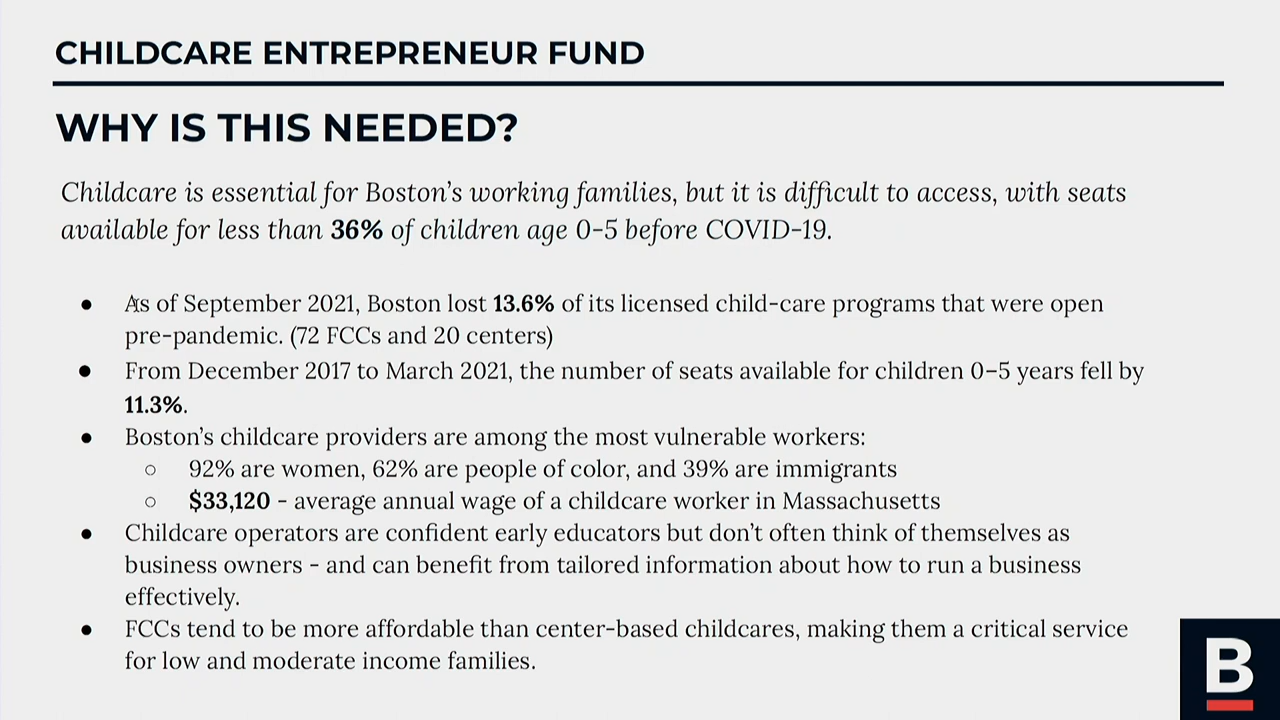 CHILDCARE ENTREPRENEUR FUND
WHY IS THIS NEEDED?
Childcare is essential for Boston's working families, but it is difficult to access, with seats
available for less than 36% of children age 0-5 before COVID-19.
● As of September 2021, Boston lost 13.6% of its licensed child-care programs that were open
pre-pandemic. (72 FCCs and 20 centers)
● From December 2017 to March 2021, the number of seats available for children 0–5 years fell by
11.3%.
● Boston's childcare providers are among the most vulnerable workers:
○ 92% are women, 62% are people of color, and 39% are immigrants
○ $33,120 - average annual wage of a childcare worker in Massachusetts
● Childcare operators are confident early educators but don't often think of themselves as
business owners - and can benefit from tailored information about how to run a business
effectively.
● FCCs tend to be more affordable than center-based childcares, making them a critical service
for low and moderate income families.
B